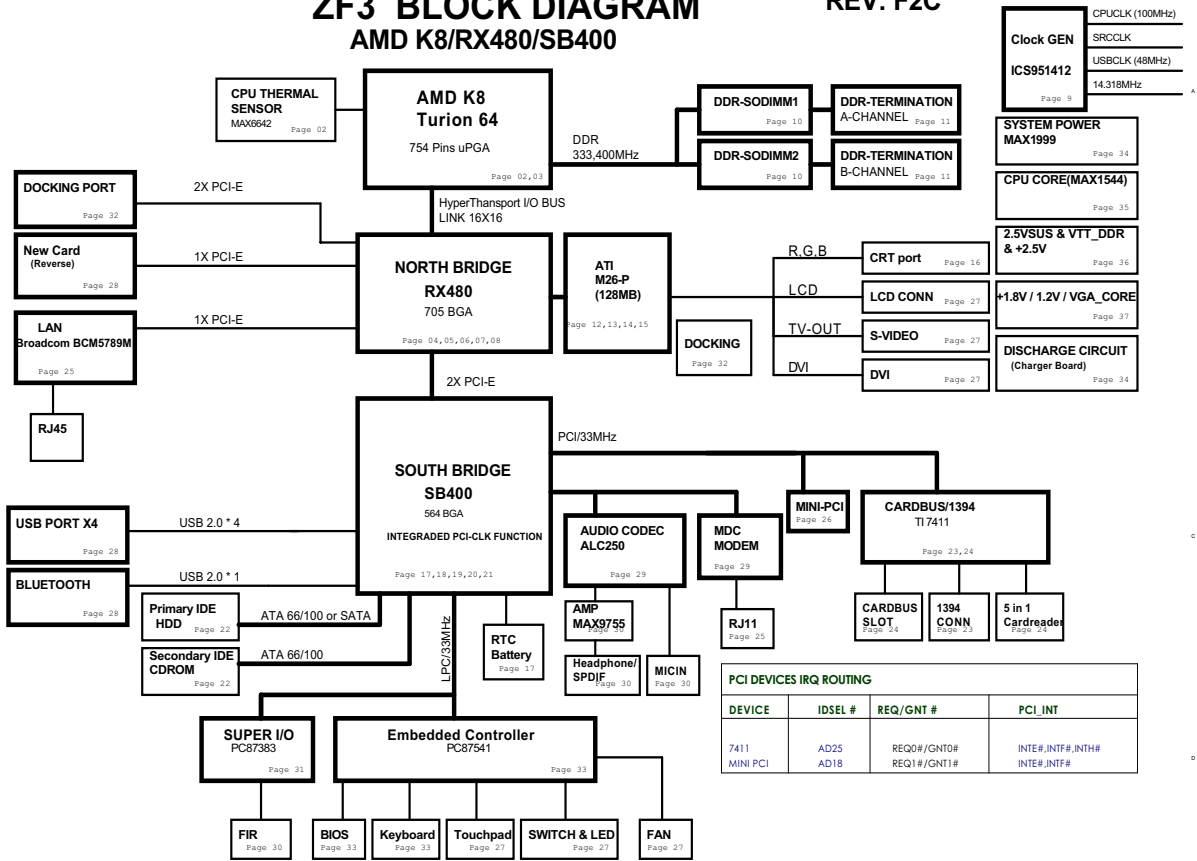 ZF3 BLOCK DIAGRAM
REV: F2C
AMD K8/RX480/SB400
Clock GEN
ICS951412
Page 9
CPUCLK (100MHz)
SRCCLK
USBCLK (48MHz)
14.318MHz
A
CPU THERMAL
SENSOR
MAX6642
Page 02
AMD K8
Turion 64
754 Pins uPGA
Page 02,03
DDR
333,400MHz
DDR-SODIMM1
Page 10
DDR-TERMINATION
A-CHANNEL
Page 11
DDR-SODIMM2
Page 10
DDR-TERMINATION
B-CHANNEL
Page 11
SYSTEM POWER
MAX1999
Page 34
CPU CORE(MAX1544)
Page 35
2.5VSUS & VTT_DDR
& +2.5V
Page 36
+1.8V / 1.2V / VGA_CORE
Page 37
DISCHARGE CIRCUIT
(Charger Board)
Page 34
HyperThansport I/O BUS
LINK 16X16
DOCKING PORT
Page 32
2X PCI-E
New Card
(Reverse)
Page 28
1X PCI-E
LAN
Broadcom BCM5789M
Page 25
1X PCI-E
RJ45
NORTH BRIDGE
RX480
705 BGA
Page 04,05,06,07,08
ATI
M26-P
(128MB)
Page 12,13,14,15
DOCKING
Page 32
R,G,B
CRT port
Page 16
LCD
LCD CONN
Page 27
TV-OUT
S-VIDEO
Page 27
DVI
DVI
Page 27
2X PCI-E
SOUTH BRIDGE
SB400
564 BGA
INTEGRADED PCI-CLK FUNCTION
Page 17,18,19,20,21
PCI/33MHz
MINI-PCI
Page 26
CARDBUS/1394
TI 7411
Page 23,24
C
USB PORT X4
Page 28
USB 2.0 * 4
BLUETOOTH
Page 28
USB 2.0 * 1
Primary IDE
HDD
Page 22
ATA 66/100 or SATA
Secondary IDE
CDROM
Page 22
ATA 66/100
LPC/33MHz
RTC
Battery
Page 17
AUDIO CODEC
ALC250
Page 29
MDC
MODEM
Page 29
AMP
MAX9755
Page 30
Headphone/
SPDIF
Page 30
MICIN
Page 30
RJ11
Page 25
CARDBUS
SLOT
Page 24
1394
CONN
Page 23
5 in 1
Cardreader
Page 24
SUPER I/O
PC87383
Page 31
Embedded Controller
PC87541
Page 33
FIR
Page 30
BIOS
Page 33
Keyboard
Page 33
Touchpad
Page 27
SWITCH & LED
Page 27
FAN
Page 27
PCI DEVICES IRQ ROUTING
DEVICE IDSEL # REQ/GNT # PCI_INT
7411 AD25 REQ0#/GNT0# INTE#,INTF#,INTH#
MINI PCI AD18 REQ1#/GNT1# INTE#,INTF#
D